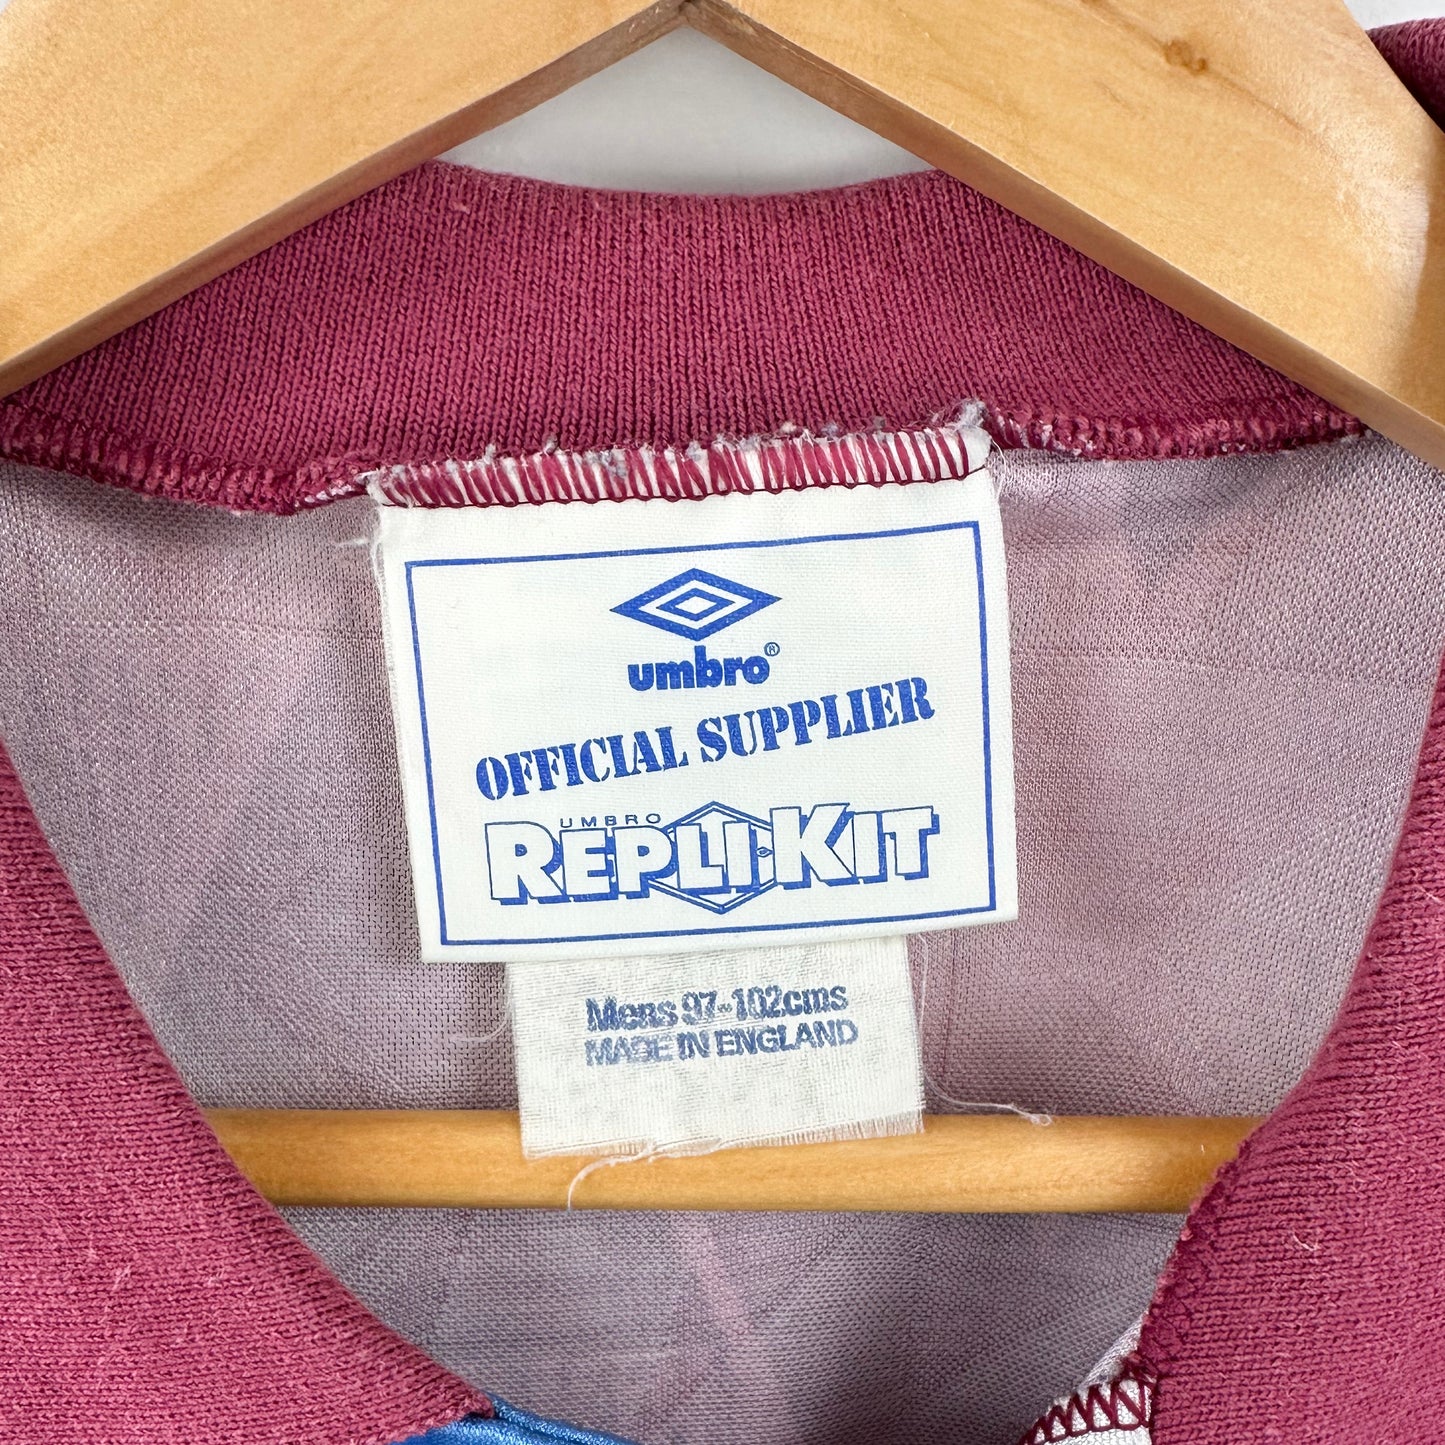 umbro®
OFFICIAL SUPPLIER
UMBRO
REPLI·KIT
Mens 97-102cms
MADE IN ENGLAND